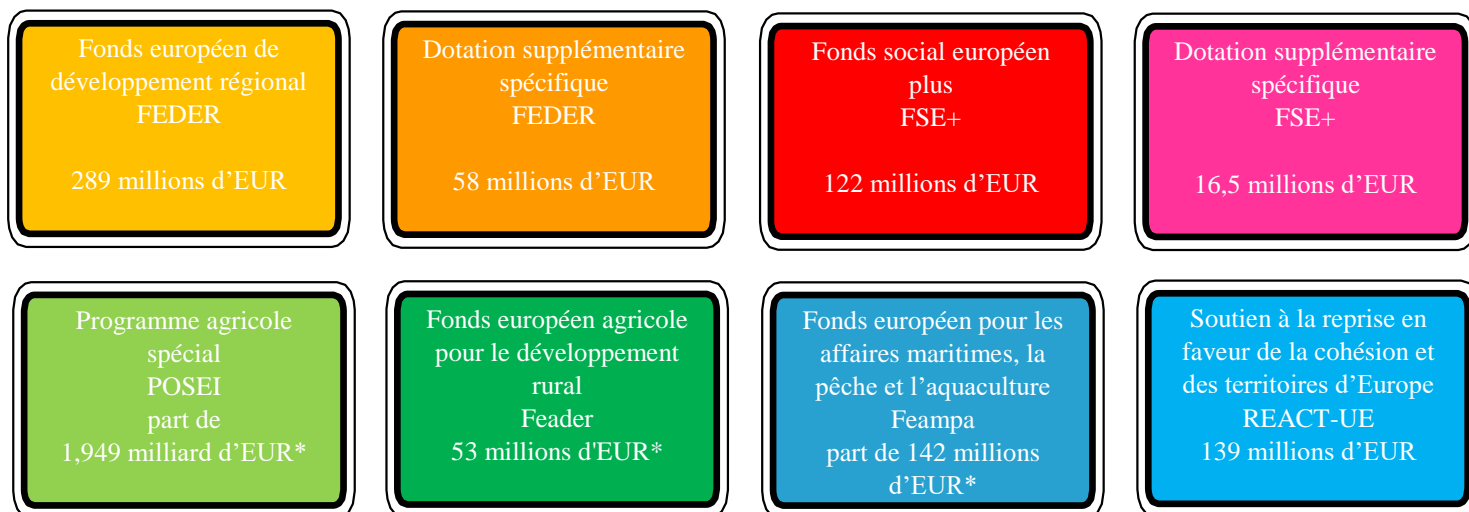 Fonds européen de
développement régional
FEDER
289 millions d’EUR
Dotation supplémentaire
spécifique
FEDER
58 millions d’EUR
Fonds social européen
plus
FSE+
122 millions d’EUR
Dotation supplémentaire
spécifique
FSE+
16,5 millions d’EUR
Programme agricole
spécial
POSEI
part de
1,949 milliard d’EUR*
Fonds européen agricole
pour le développement
rural
Feader
53 millions d'EUR*
Fonds européen pour les
affaires maritimes, la
pêche et l’aquaculture
Feampa
part de 142 millions
d’EUR*
Soutien à la reprise en
faveur de la cohésion et
des territoires d’Europe
REACT-UE
139 millions d’EUR